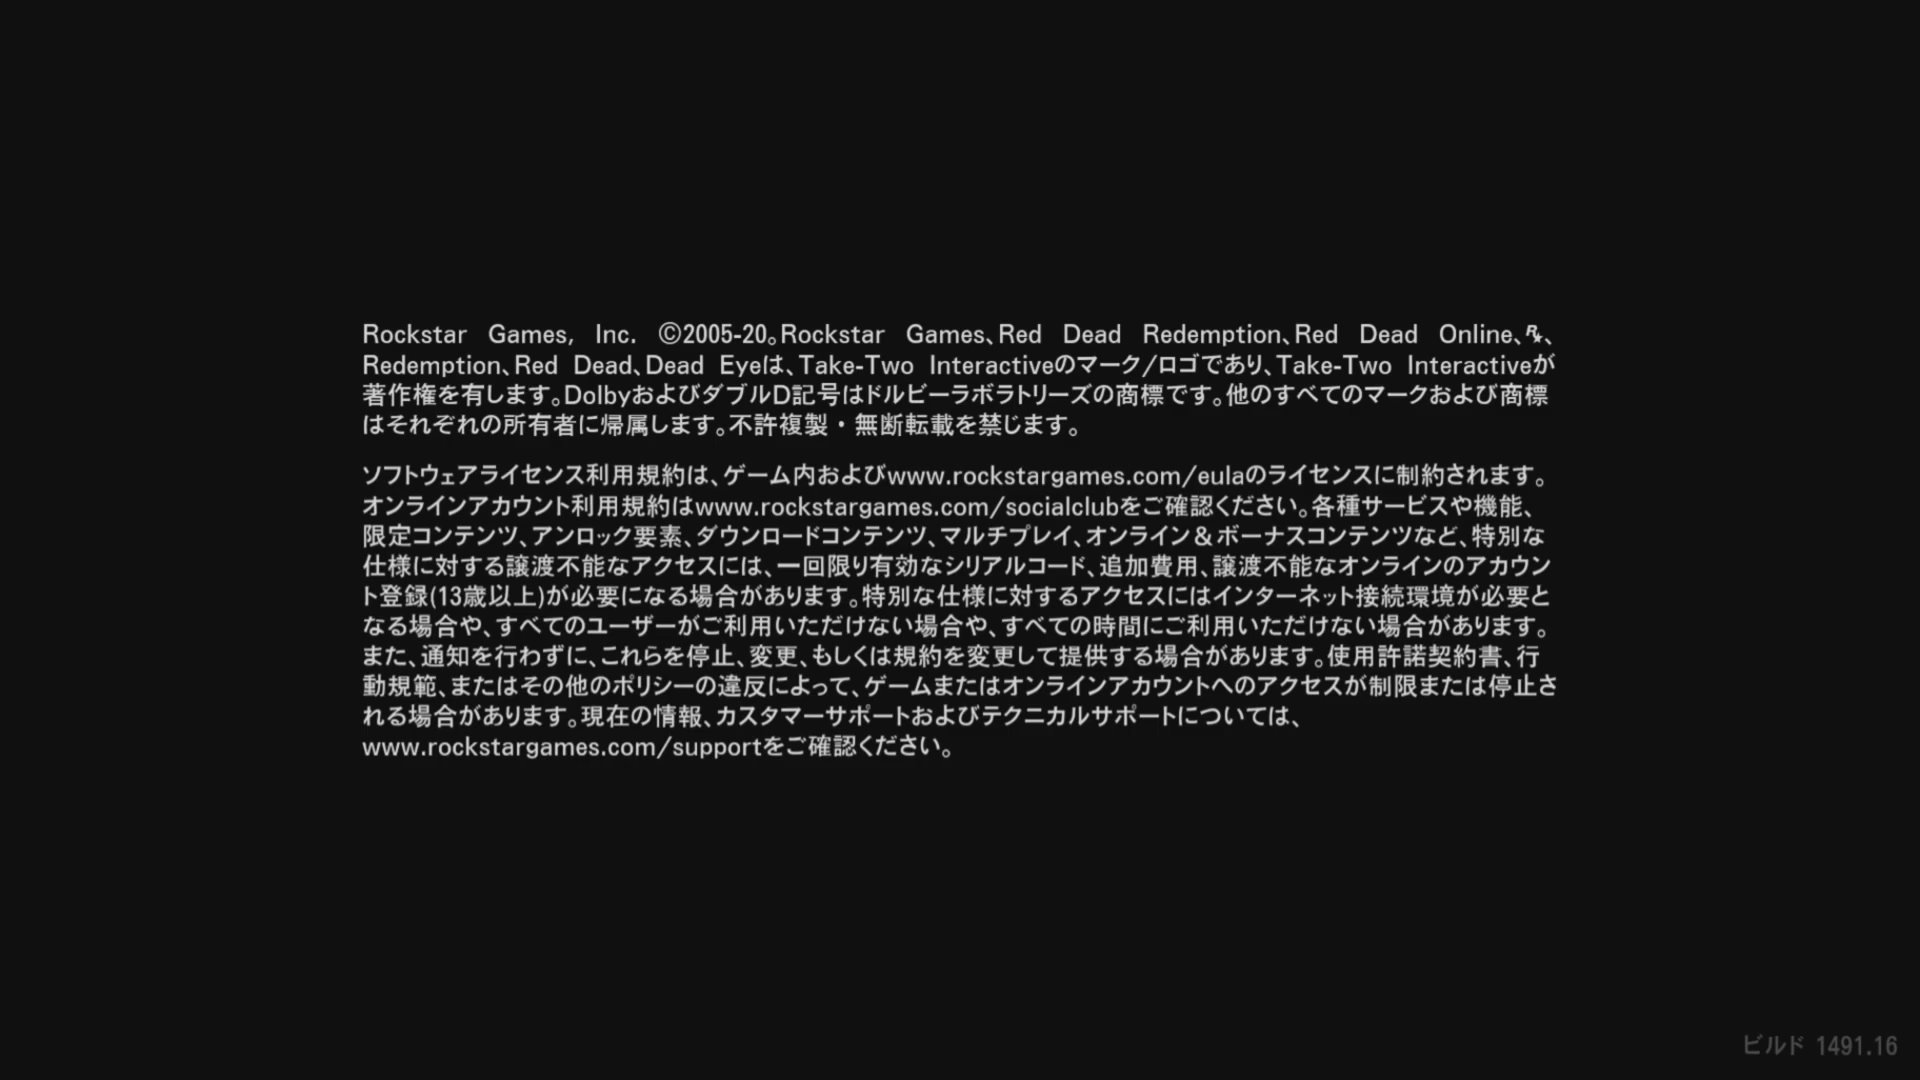 Rockstar Games, Inc. ©2005-20。Rockstar Games、Red Dead Redemption、Red Dead Online、R★、
Redemption、Red Dead、Dead Eyeは、Take-Two Interactiveのマーク/ロゴであり、Take-Two Interactiveが
著作権を有します。DolbyおよびダブルD記号はドルビーラボラトリーズの商標です。他のすべてのマークおよび商標
はそれぞれの所有者に帰属します。不許複製・無断転載を禁じます。
ソフトウェアライセンス利用規約は、ゲーム内およびwww.rockstargames.com/eulaのライセンスに制約されます。
オンラインアカウント利用規約はwww.rockstargames.com/socialclubをご確認ください。各種サービスや機能、
限定コンテンツ、アンロック要素、ダウンロードコンテンツ、マルチプレイ、オンライン＆ボーナスコンテンツなど、特別な
仕様に対する譲渡不能なアクセスには、一回限り有効なシリアルコード、追加費用、譲渡不能なオンラインのアカウン
ト登録(13歳以上)が必要になる場合があります。特別な仕様に対するアクセスにはインターネット接続環境が必要と
なる場合や、すべてのユーザーがご利用いただけない場合や、すべての時間にご利用いただけない場合があります。
また、通知を行わずに、これらを停止、変更、もしくは規約を変更して提供する場合があります。使用許諾契約書、行
動規範、またはその他のポリシーの違反によって、ゲームまたはオンラインアカウントへのアクセスが制限または停止さ
れる場合があります。現在の情報、カスタマーサポートおよびテクニカルサポートについては、
www.rockstargames.com/supportをご確認ください。
ビルド 1491.16